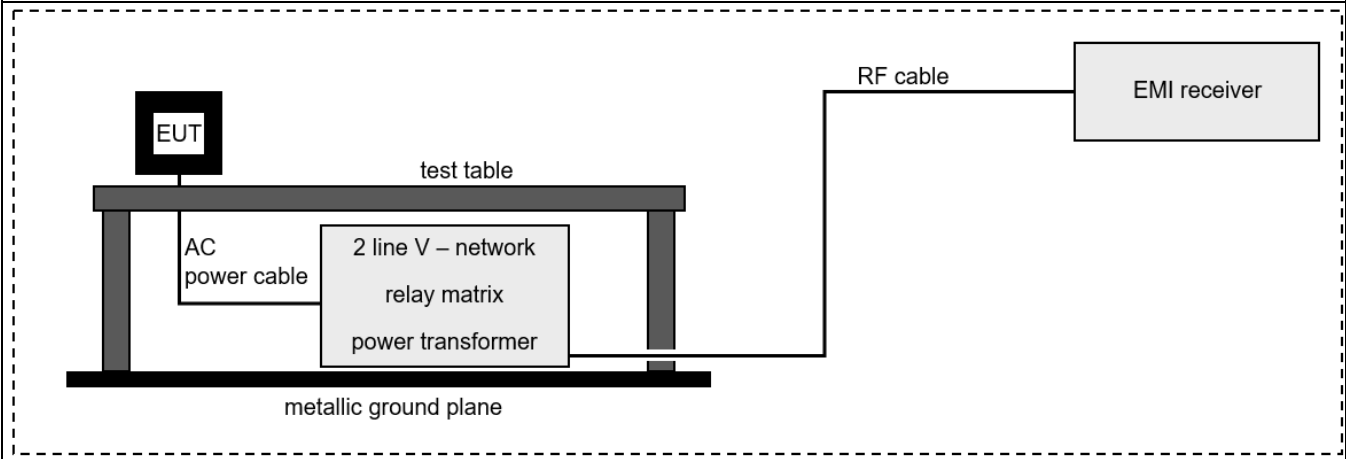 RF cable
EMI receiver
EUT
test table
AC
power cable
2 line V – network
relay matrix
power transformer
metallic ground plane